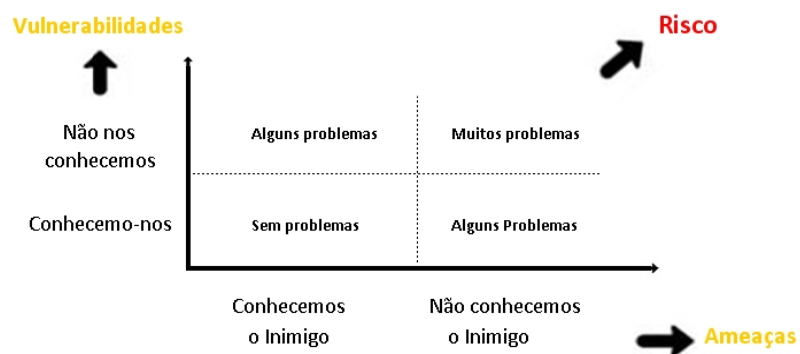 Vulnerabilidades
Risco
Não nos
conhecemos
Alguns problemas
Muitos problemas
Conhecemo-nos
Sem problemas
Alguns Problemas
Conhecemos
o Inimigo
Não conhecemos
o Inimigo
Ameaças